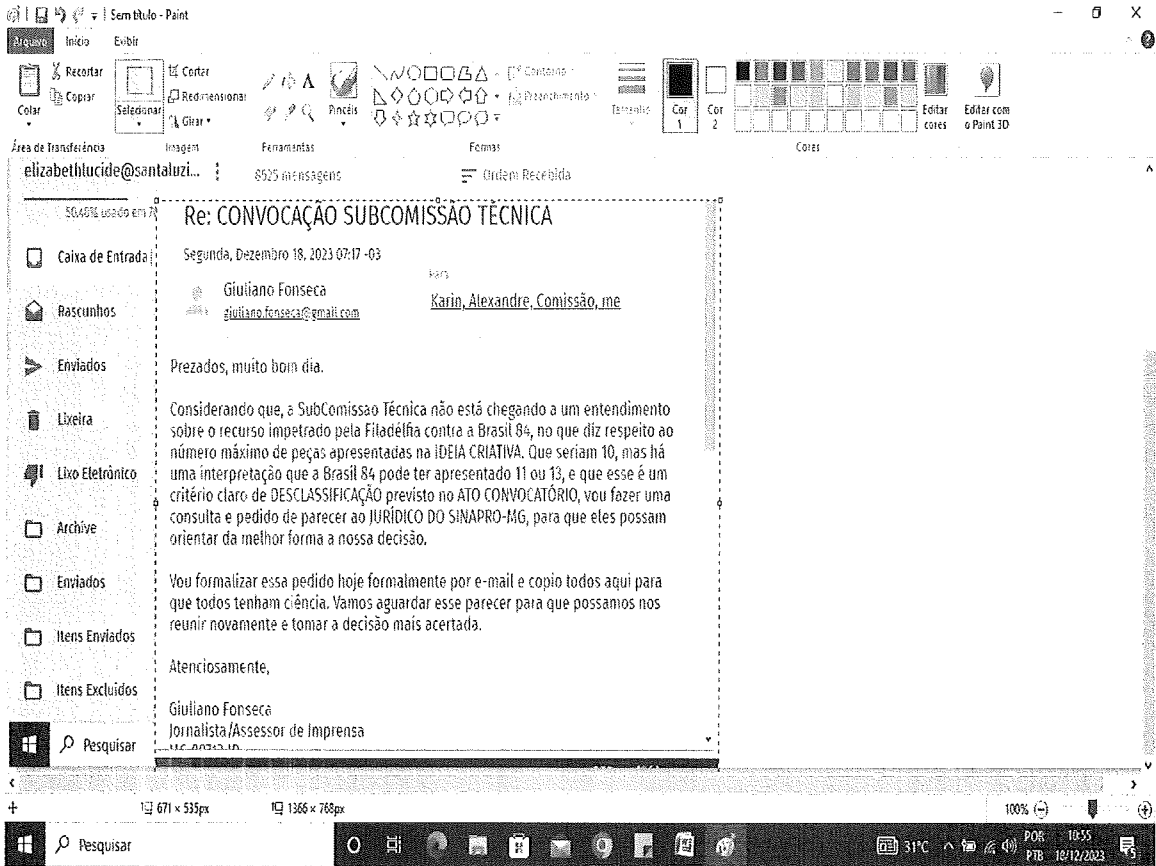 Sem título - Paint
Arquivo Início Exibir
Colar
Recortar
Copiar
Área de Transferência
Selecionar
Cortar
Redimensionar
Girar
Imagem
A
Pincéis
Ferramentas
Contorno
Preenchimento
Formas
Tamanho
Cor 1
Cor 2
Cores
Editar cores
Editar com o Paint 3D
elizabethlucide@santaluzi...
8525 mensagens
Ordem Recebida
50.46% usado em
Caixa de Entrada
Rascunhos
Enviados
Lixeira
Lixo Eletrônico
Archive
Enviados
Itens Enviados
Itens Excluídos
Pesquisar
Re: CONVOCAÇÃO SUBCOMISSÃO TÉCNICA
Segunda, Dezembro 18, 2023 07:17 -03
Giuliano Fonseca
giuliano.fonseca@gmail.com
Para
Karin, Alexandre, Comissão, me
Prezados, muito bom dia.
Considerando que, a SubComissao Técnica não está chegando a um entendimento
sobre o recurso impetrado pela Filadélfia contra a Brasil 84, no que diz respeito ao
número máximo de peças apresentadas na IDEIA CRIATIVA. Que seriam 10, mas há
uma interpretação que a Brasil 84 pode ter apresentado 11 ou 13, e que esse é um
critério claro de DESCLASSIFICAÇÃO previsto no ATO CONVOCATÓRIO, vou fazer uma
consulta e pedido de parecer ao JURÍDICO DO SINAPRO-MG, para que eles possam
orientar da melhor forma a nossa decisão.
Vou formalizar essa pedido hoje formalmente por e-mail e copio todos aqui para
que todos tenham ciência. Vamos aguardar esse parecer para que possamos nos
reunir novamente e tomar a decisão mais acertada.
Atenciosamente,
Giuliano Fonseca
Jornalista/Assessor de Imprensa
671 × 535px
1366 × 768px
100%
Pesquisar
31°C
POR
PTB
10:55
18/12/2023